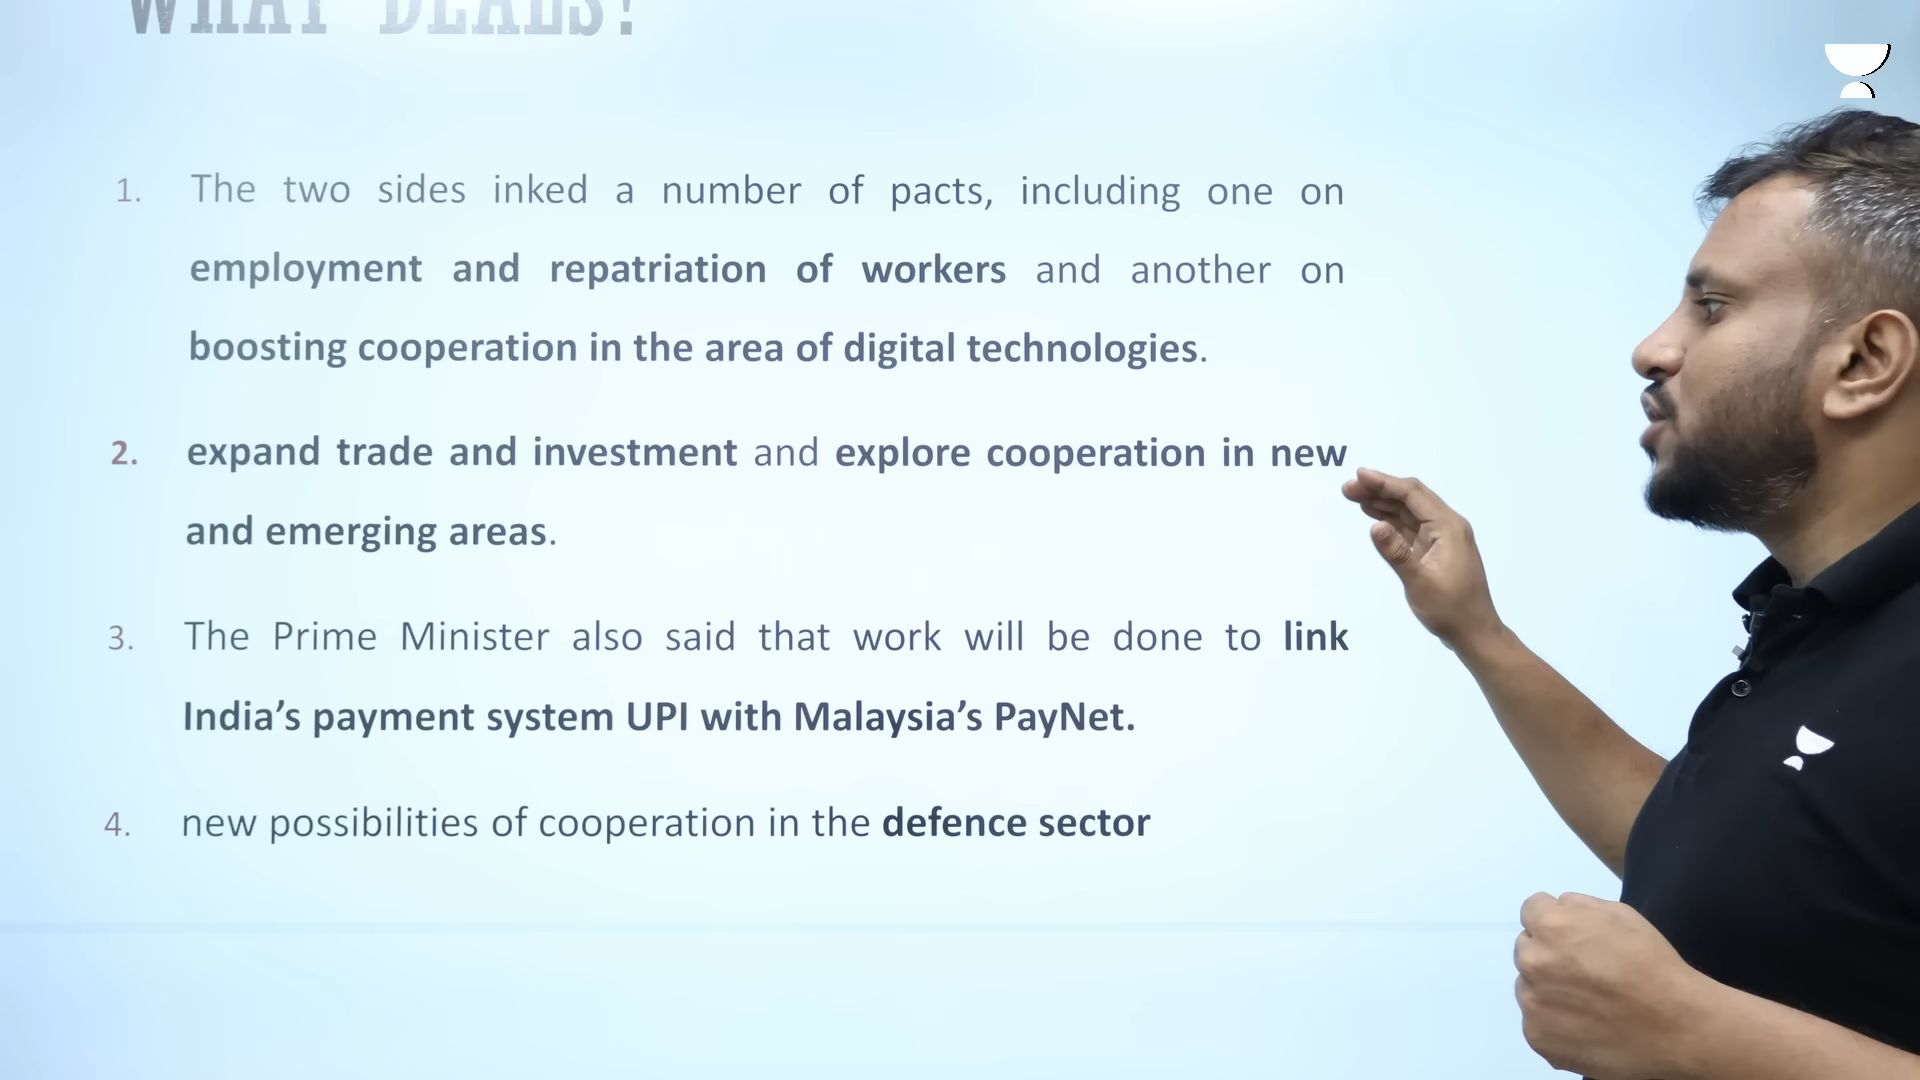 WHAT DEALS?
1. The two sides inked a number of pacts, including one on
employment and repatriation of workers and another on
boosting cooperation in the area of digital technologies.
2. expand trade and investment and explore cooperation in new
and emerging areas.
3. The Prime Minister also said that work will be done to link
India’s payment system UPI with Malaysia’s PayNet.
4. new possibilities of cooperation in the defence sector